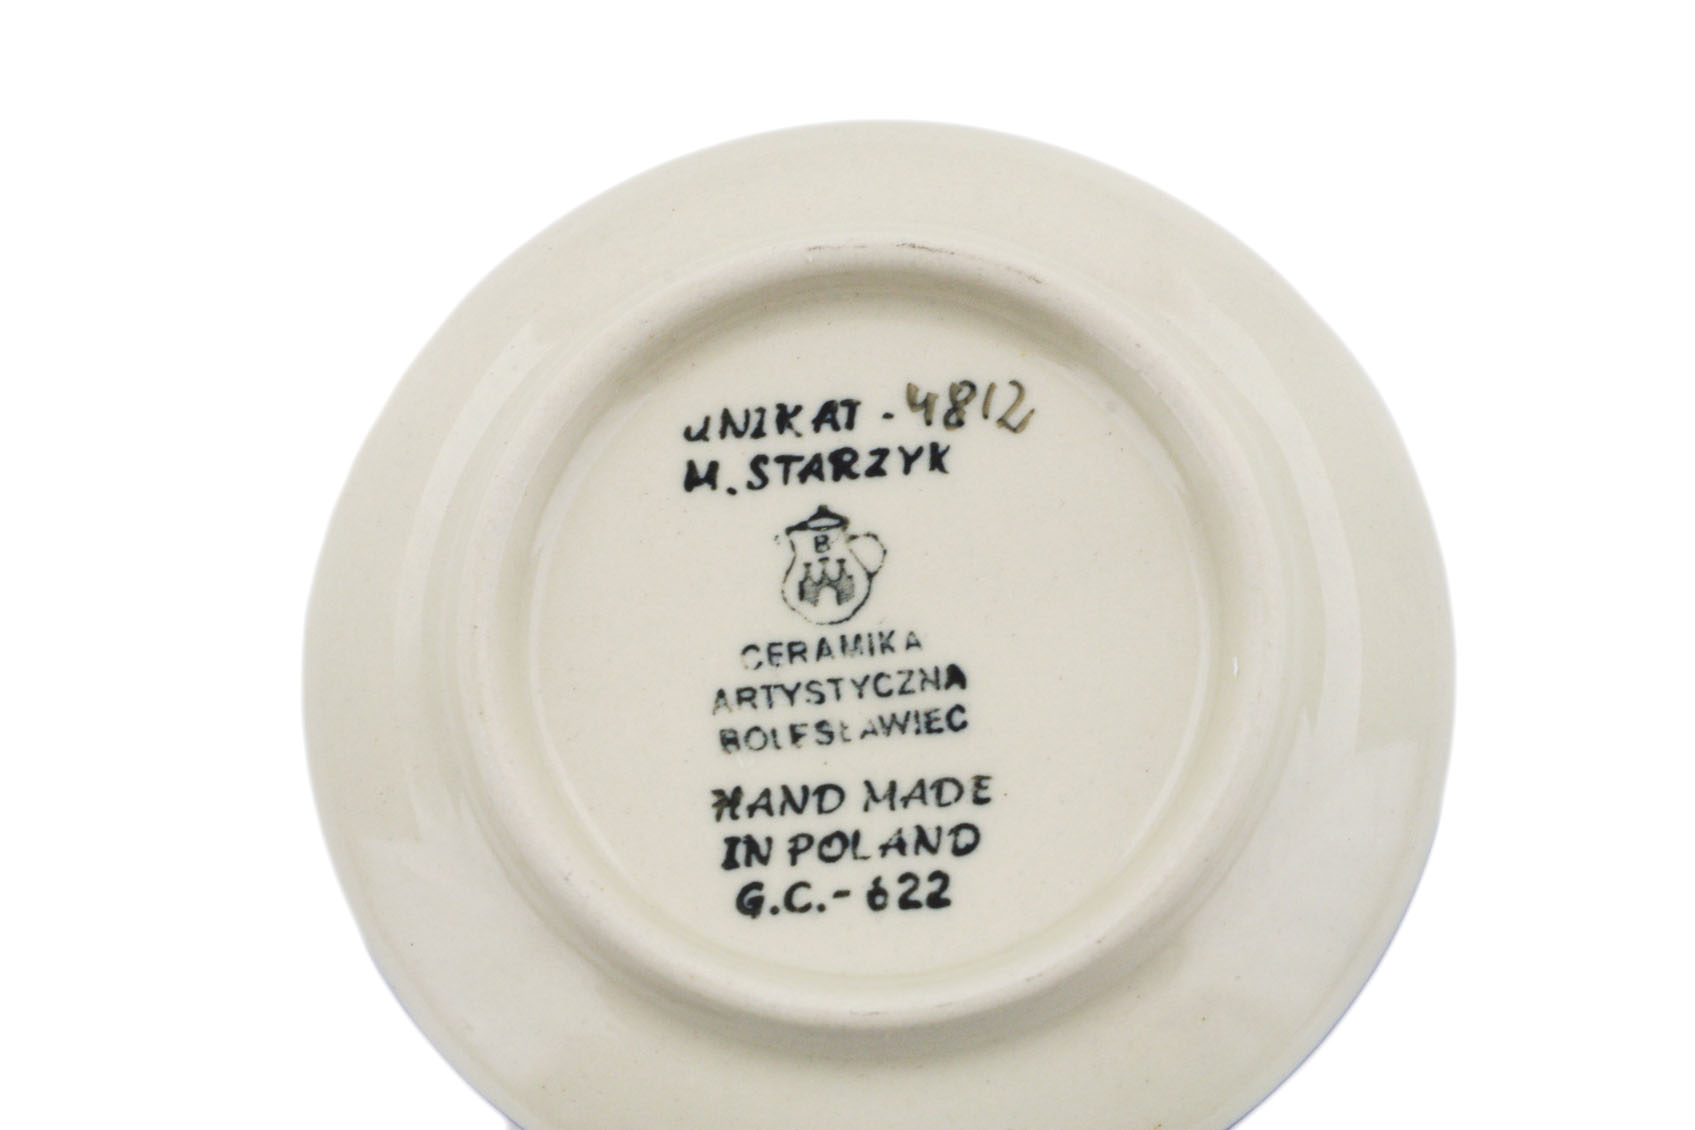 UNIKAT - 4812
M. STARZYK
B
CERAMIKA
ARTYSTYCZNA
BOLESŁAWIEC
HAND MADE
IN POLAND
G.C.- 622